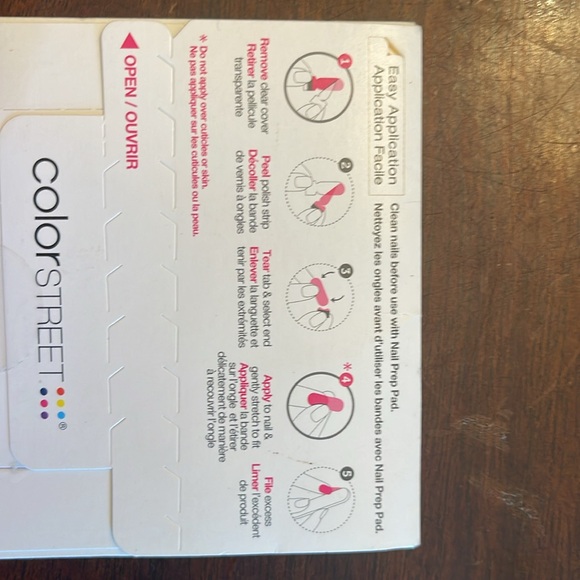 Easy Application
Application Facile
Clean nails before use with Nail Prep Pad.
Nettoyez les ongles avant d'utiliser les bandes avec Nail Prep Pad.
1
Remove clear cover
Retirer la pellicule
transparente
2
Peel polish strip
Décoller la bande
de vernis à ongles
3
Tear tab & select end
Enlever la languette et
tenir par les extrémités
*4
Apply to nail &
gently stretch to fit
Appliquer la bande
sur l'ongle et l'étirer
délicatement de manière
à recouvrir l'ongle
5
File excess
Limer l'excédent
de produit
* Do not apply over cuticles or skin.
Ne pas appliquer sur les cuticules ou la peau.
OPEN / OUVRIR
colorSTREET®